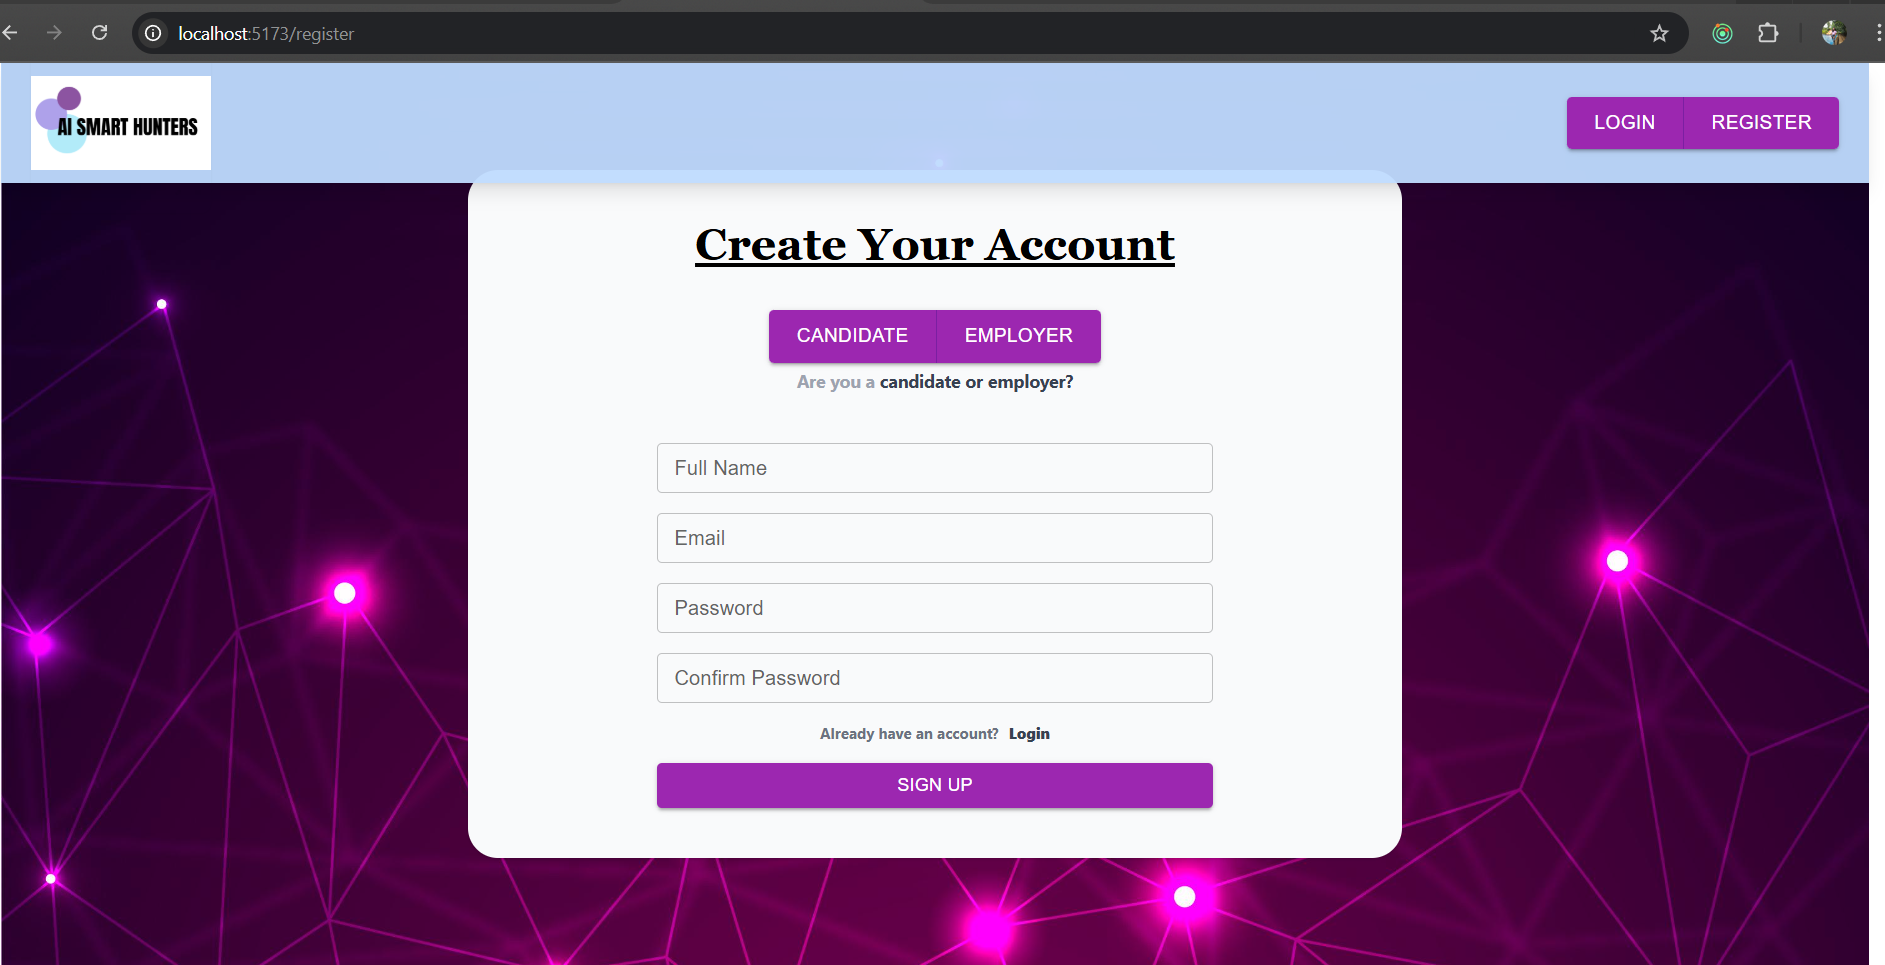 localhost:5173/register
AI SMART HUNTERS
LOGIN REGISTER
Create Your Account
CANDIDATE EMPLOYER
Are you a candidate or employer?
Full Name
Email
Password
Confirm Password
Already have an account? Login
SIGN UP